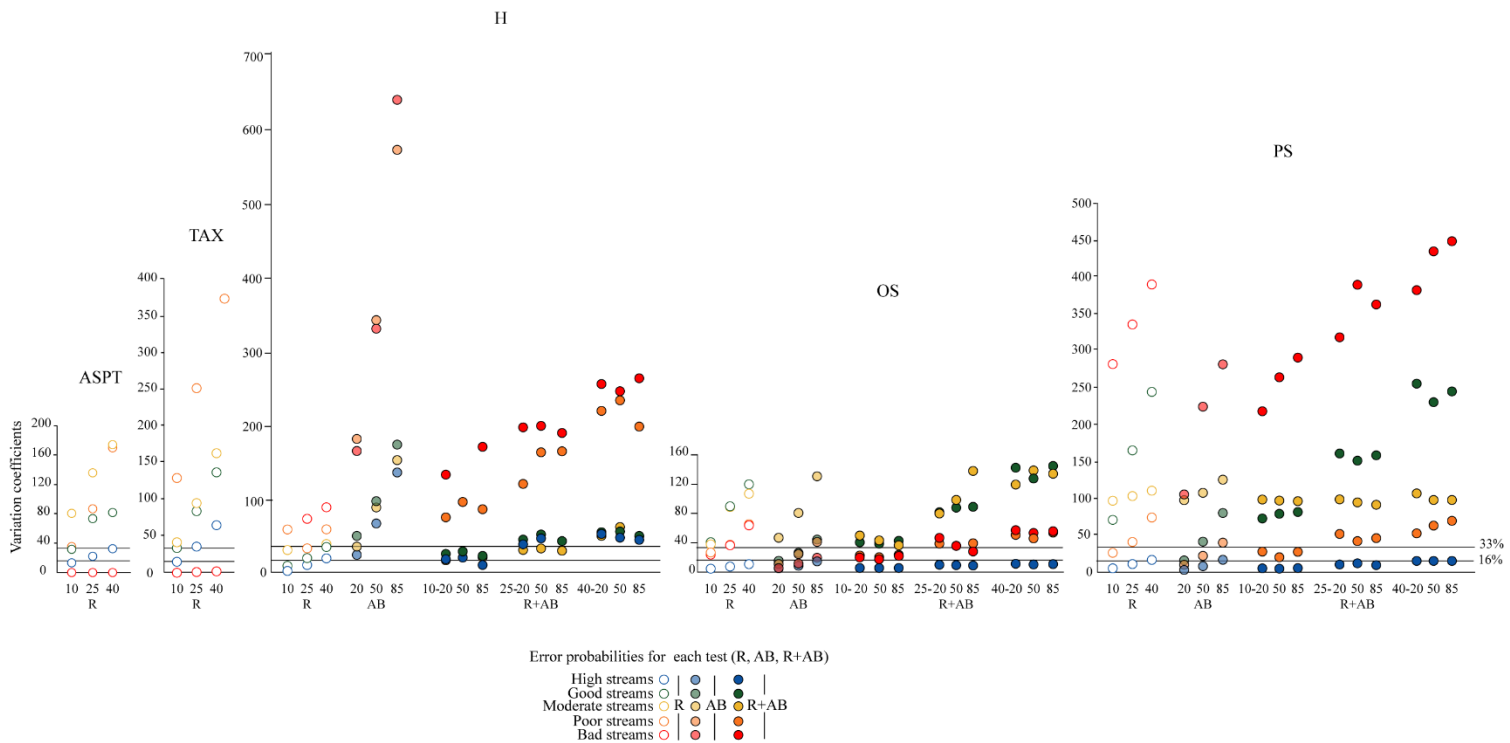 H
700
600
500
400
300
200
100
0
10 25 40 20 50 85 10-20 50 85 25-20 50 85 40-20 50 85
R AB R+AB
TAX
400
350
300
250
200
150
100
50
0
10 25 40
R
ASPT
200
160
120
80
40
0
10 25 40
R
Variation coefficients
OS
160
120
80
40
0
10 25 40 20 50 85 10-20 50 85 25-20 50 85 40-20 50 85
R AB R+AB
PS
500
450
400
350
300
250
200
150
100
50
0
33%
16%
10 25 40 20 50 85 10-20 50 85 25-20 50 85 40-20 50 85
R AB R+AB
Error probabilities for each test (R, AB, R+AB)
High streams
Good streams
Moderate streams R AB R+AB
Poor streams
Bad streams